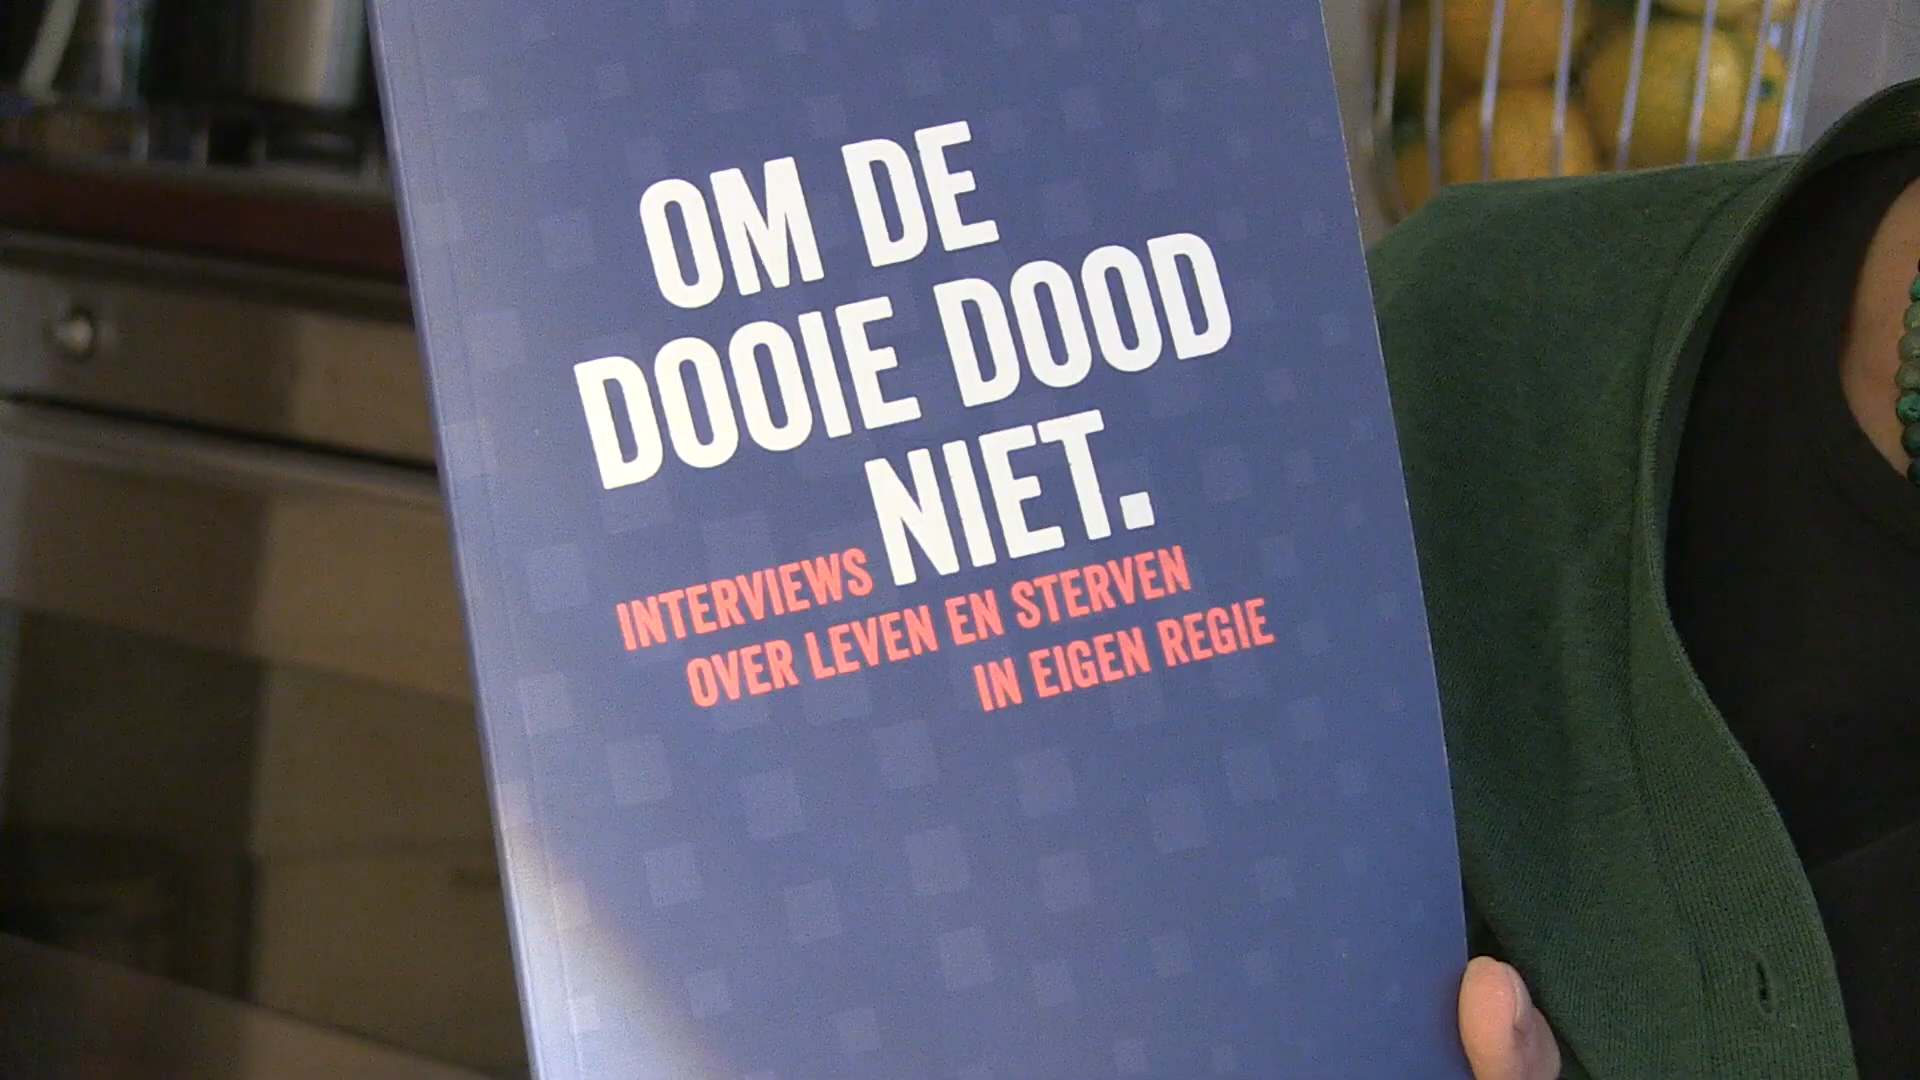 OM DE
DOOIE DOOD
NIET.
INTERVIEWS
OVER LEVEN EN STERVEN
IN EIGEN REGIE